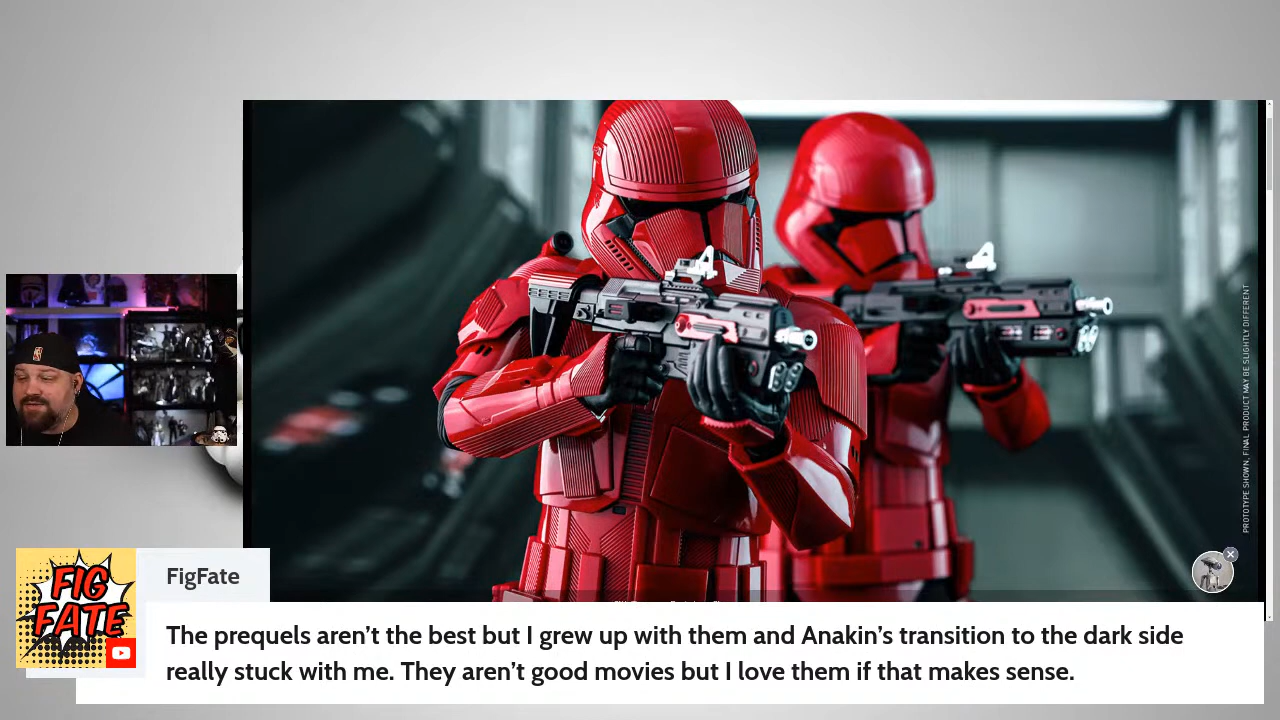 PROTOTYPE SHOWN, FINAL PRODUCT MAY BE SLIGHTLY DIFFERENT
FIG
FATE
FigFate
The prequels aren’t the best but I grew up with them and Anakin’s transition to the dark side
really stuck with me. They aren’t good movies but I love them if that makes sense.